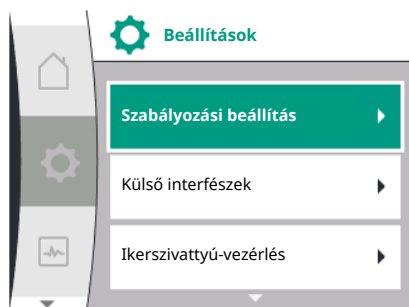 Beállítások
Szabályozási beállítás
Külső interfészek
Ikerszivattyú-vezérlés